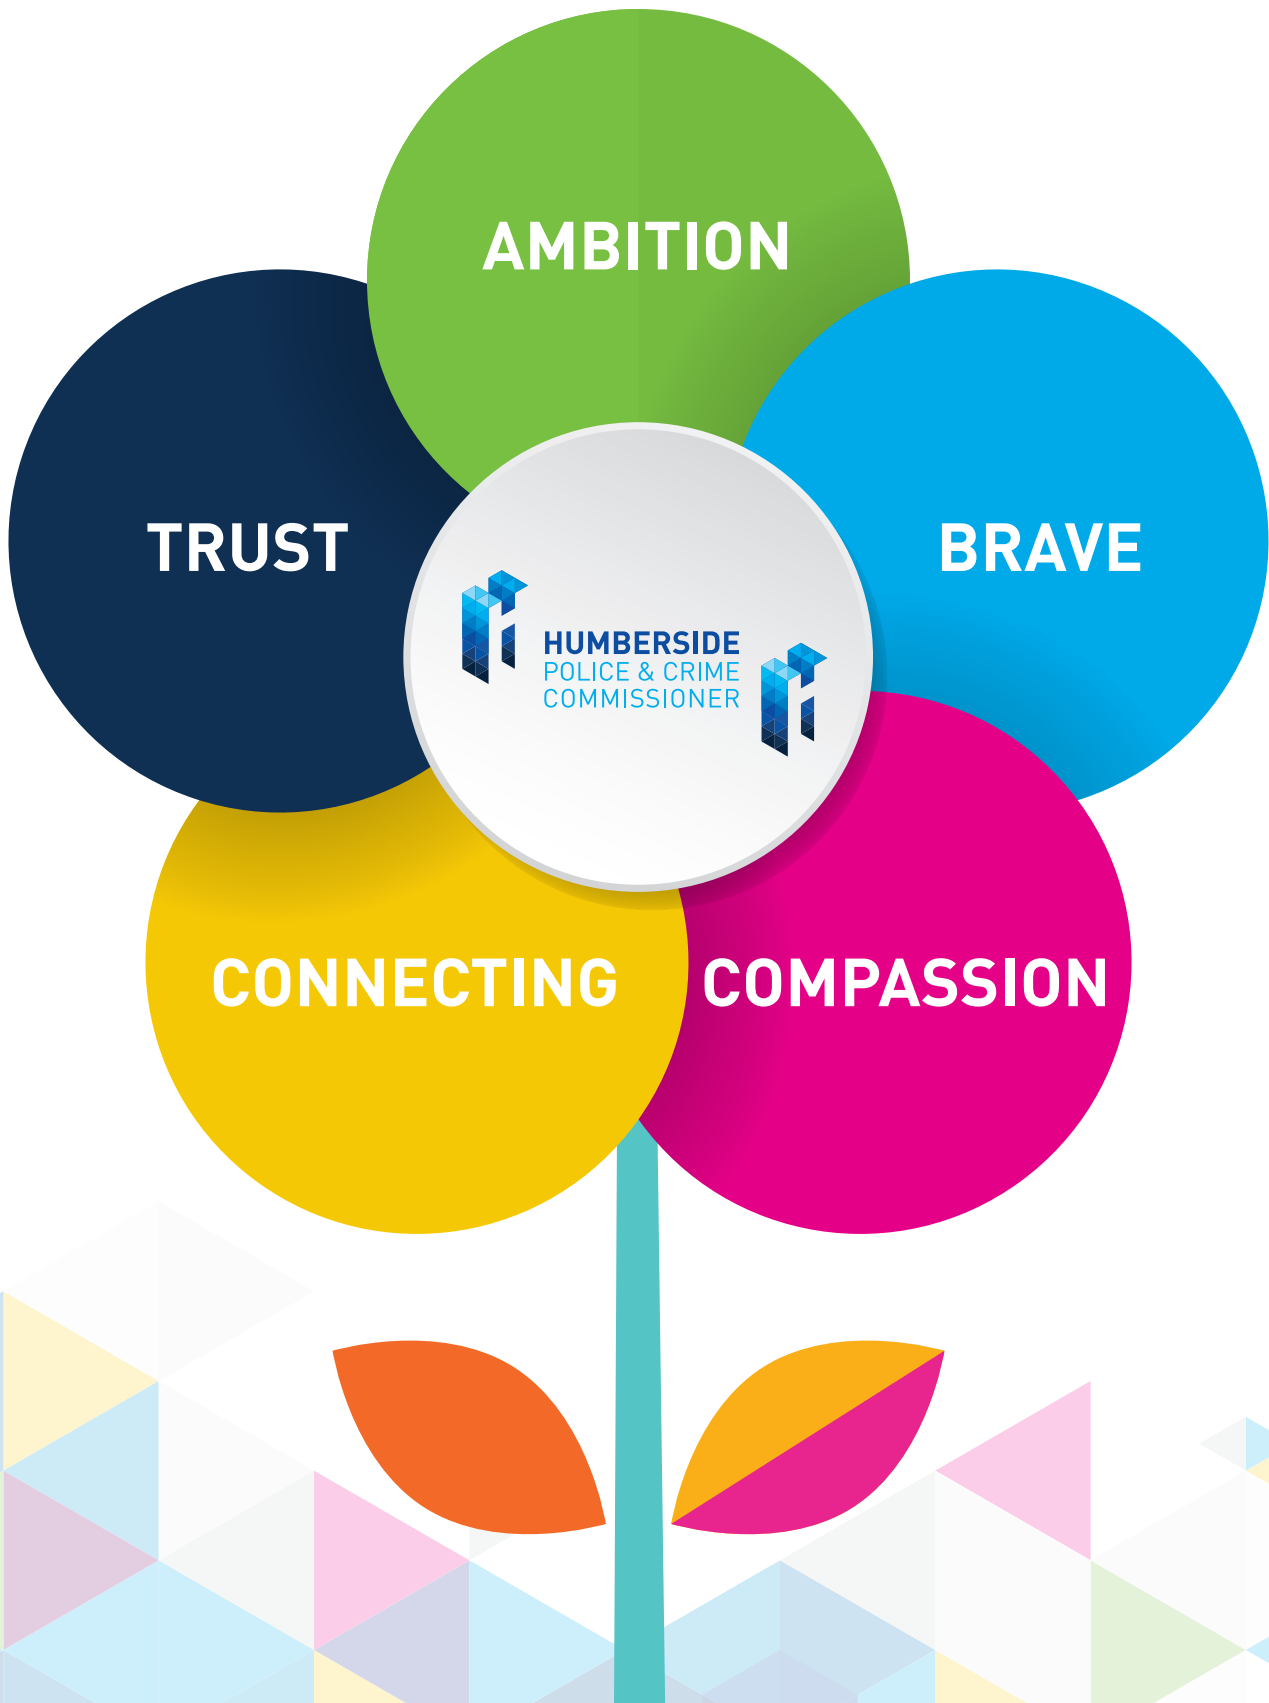 AMBITION
TRUST
BRAVE
HUMBERSIDE
POLICE & CRIME
COMMISSIONER
CONNECTING
COMPASSION